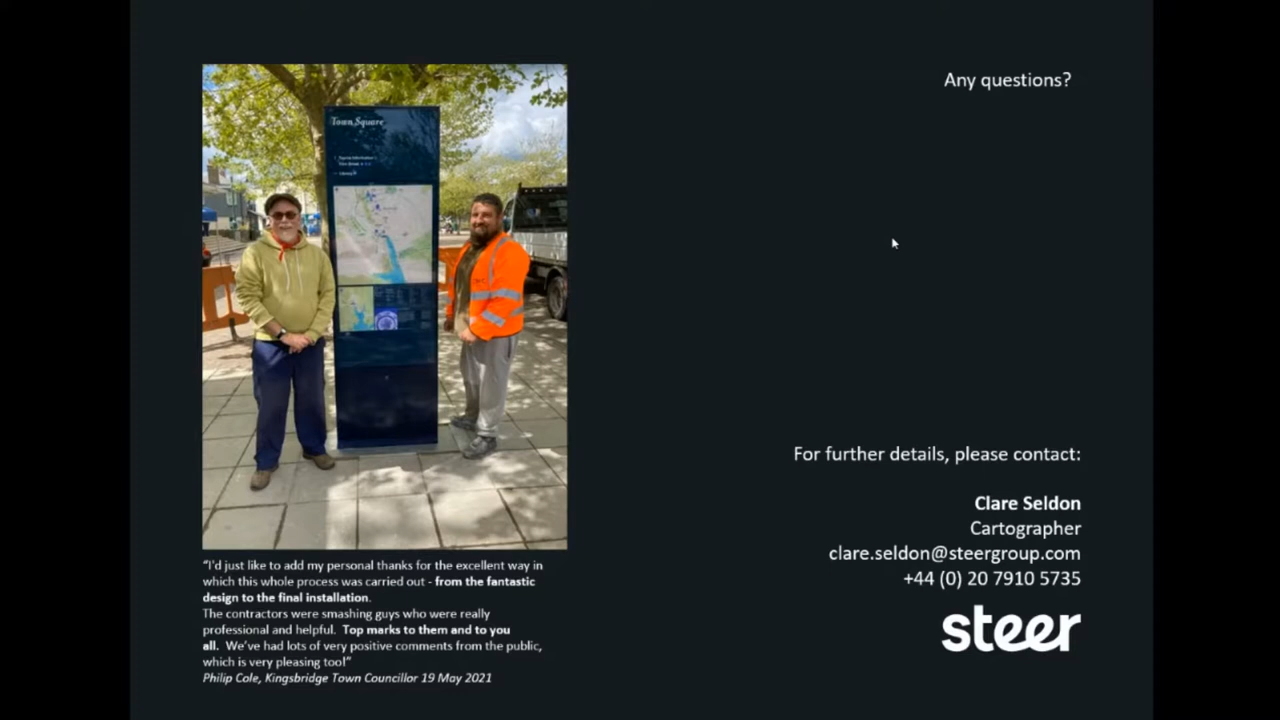 Any questions?
Town Square
For further details, please contact:
Clare Seldon
Cartographer
clare.seldon@steergroup.com
+44 (0) 20 7910 5735
steer
“I'd just like to add my personal thanks for the excellent way in
which this whole process was carried out - from the fantastic
design to the final installation.
The contractors were smashing guys who were really
professional and helpful. Top marks to them and to you
all. We've had lots of very positive comments from the public,
which is very pleasing too!”
Philip Cole, Kingsbridge Town Councillor 19 May 2021